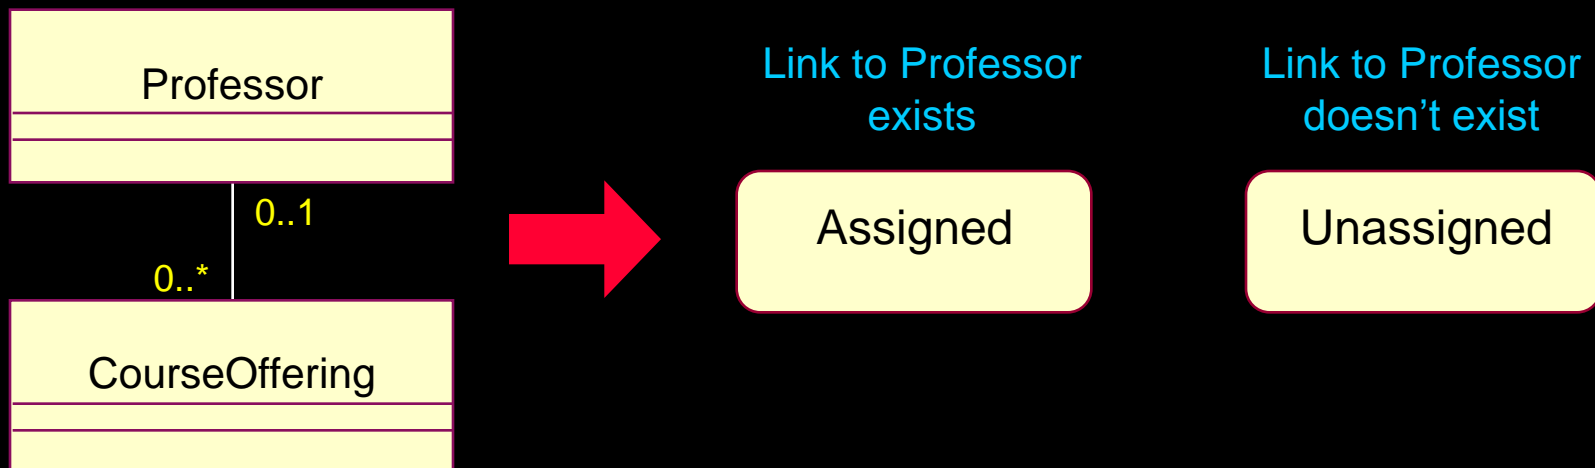 Professor
0..1
0..*
CourseOffering
Link to Professor
exists
Assigned
Link to Professor
doesn’t exist
Unassigned